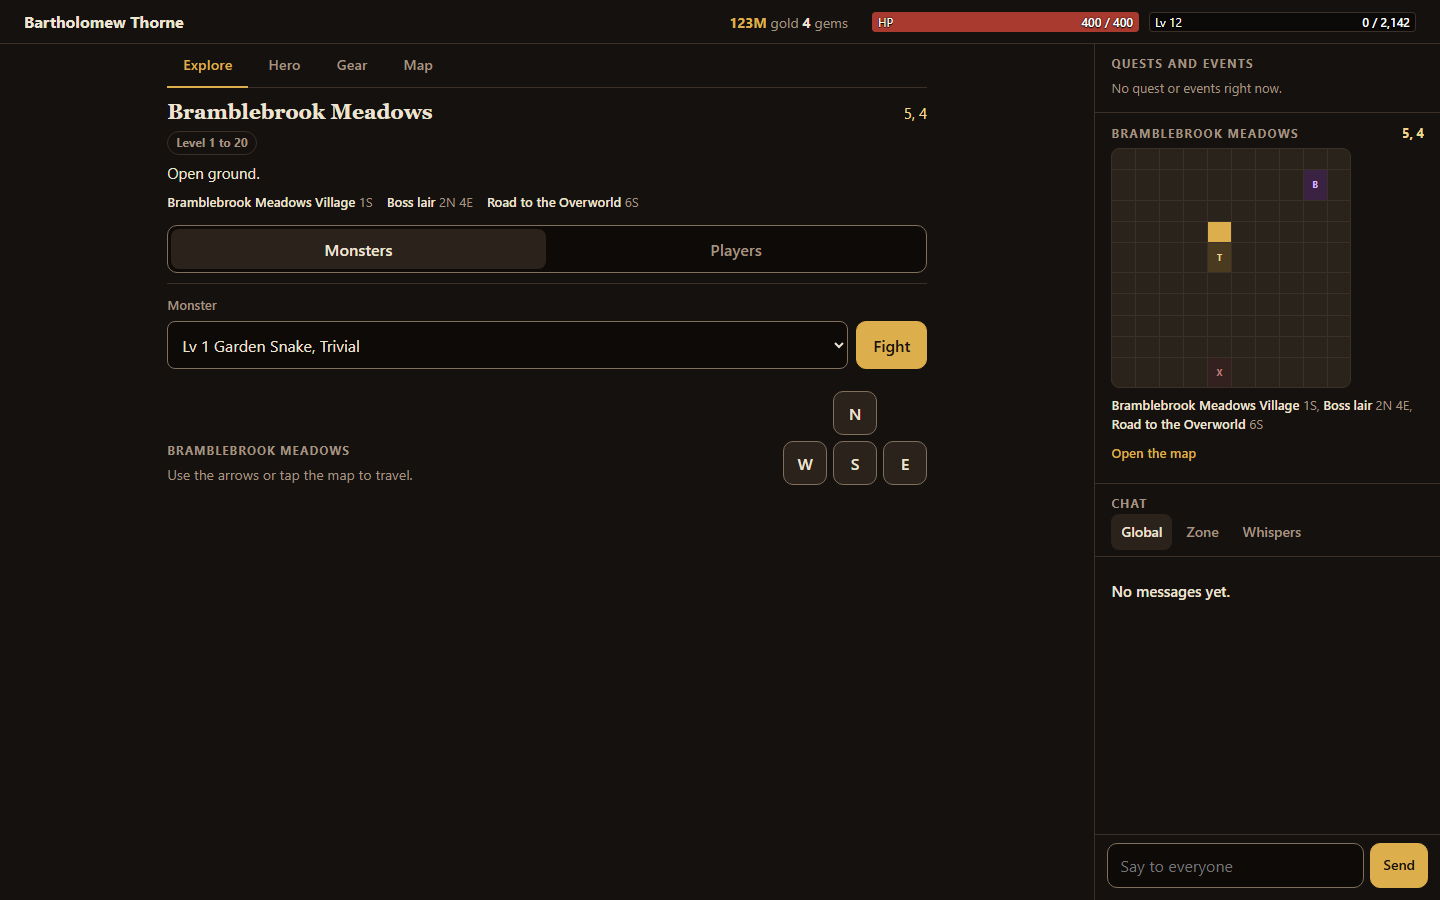 Bartholomew Thorne
123M gold 4 gems
HP 400 / 400
Lv 12 0 / 2,142
Explore Hero Gear Map
Bramblebrook Meadows
5, 4
Level 1 to 20
Open ground.
Bramblebrook Meadows Village 1S Boss lair 2N 4E Road to the Overworld 6S
Monsters Players
Monster
Lv 1 Garden Snake, Trivial
Fight
N
W S E
BRAMBLEBROOK MEADOWS
Use the arrows or tap the map to travel.
QUESTS AND EVENTS
No quest or events right now.
BRAMBLEBROOK MEADOWS 5, 4
B
T
X
Bramblebrook Meadows Village 1S, Boss lair 2N 4E,
Road to the Overworld 6S
Open the map
CHAT
Global Zone Whispers
No messages yet.
Say to everyone
Send